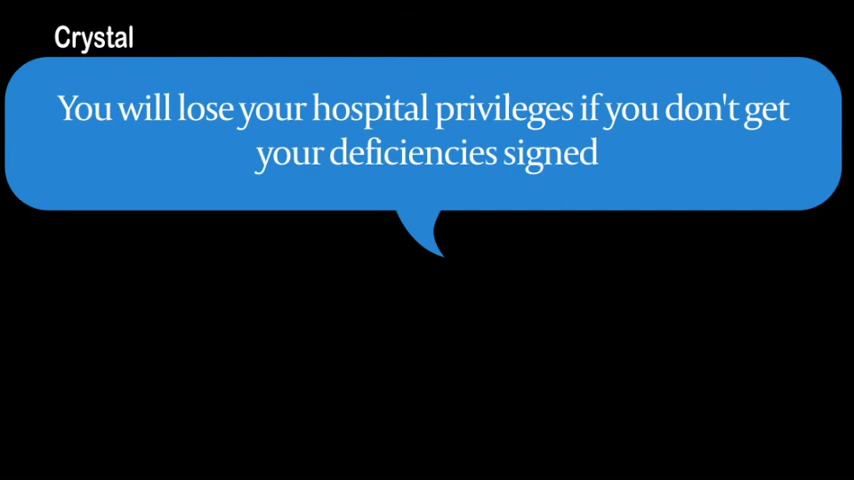 Crystal
You will lose your hospital privileges if you don't get
your deficiencies signed